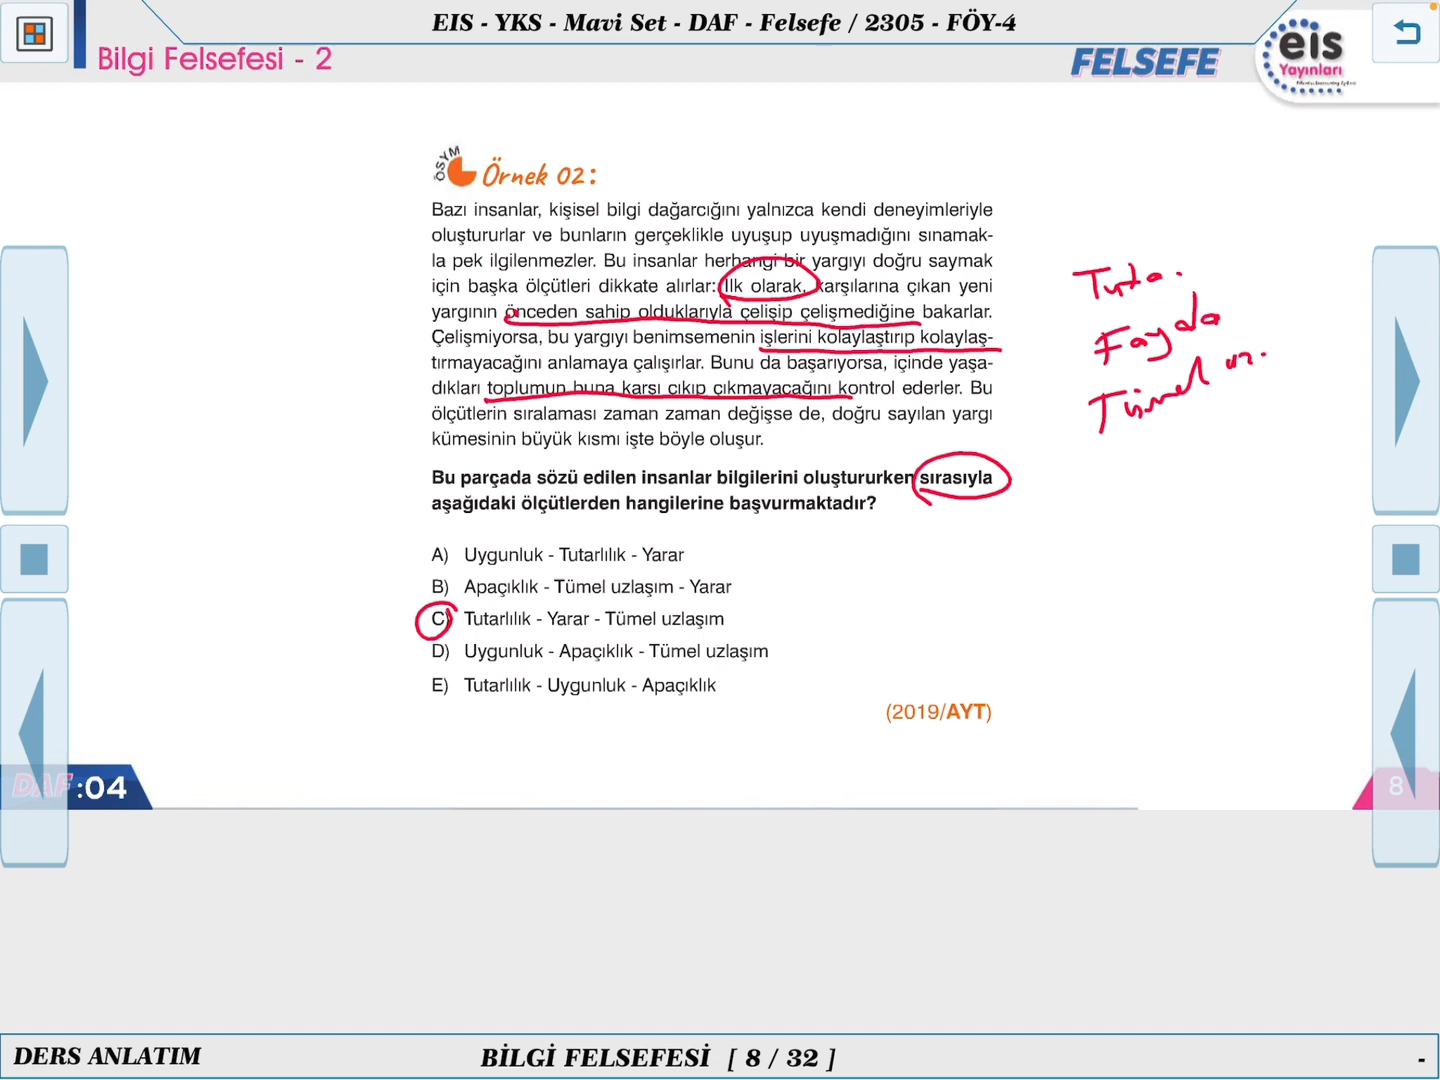 EIS - YKS - Mavi Set - DAF - Felsefe / 2305 - FÖY-4
Bilgi Felsefesi - 2
FELSEFE
eis
Yayınları
ÖSYM
Örnek 02:
Bazı insanlar, kişisel bilgi dağarcığını yalnızca kendi deneyimleriyle
oluştururlar ve bunların gerçeklikle uyuşup uyuşmadığını sınamak-
la pek ilgilenmezler. Bu insanlar herhangi bir yargıyı doğru saymak
için başka ölçütleri dikkate alırlar: İlk olarak, karşılarına çıkan yeni
yargının önceden sahip olduklarıyla çelişip çelişmediğine bakarlar.
Çelişmiyorsa, bu yargıyı benimsemenin işlerini kolaylaştırıp kolaylaş-
tırmayacağını anlamaya çalışırlar. Bunu da başarıyorsa, içinde yaşa-
dıkları toplumun buna karşı çıkıp çıkmayacağını kontrol ederler. Bu
ölçütlerin sıralaması zaman zaman değişse de, doğru sayılan yargı
kümesinin büyük kısmı işte böyle oluşur.
Bu parçada sözü edilen insanlar bilgilerini oluştururken sırasıyla
aşağıdaki ölçütlerden hangilerine başvurmaktadır?
A) Uygunluk - Tutarlılık - Yarar
B) Apaçıklık - Tümel uzlaşım - Yarar
C) Tutarlılık - Yarar - Tümel uzlaşım
D) Uygunluk - Apaçıklık - Tümel uzlaşım
E) Tutarlılık - Uygunluk - Apaçıklık
(2019/AYT)
Tuta.
Fayda
Tümel uz.
DAF :04
8
DERS ANLATIM
BİLGİ FELSEFESİ [ 8 / 32 ]
-